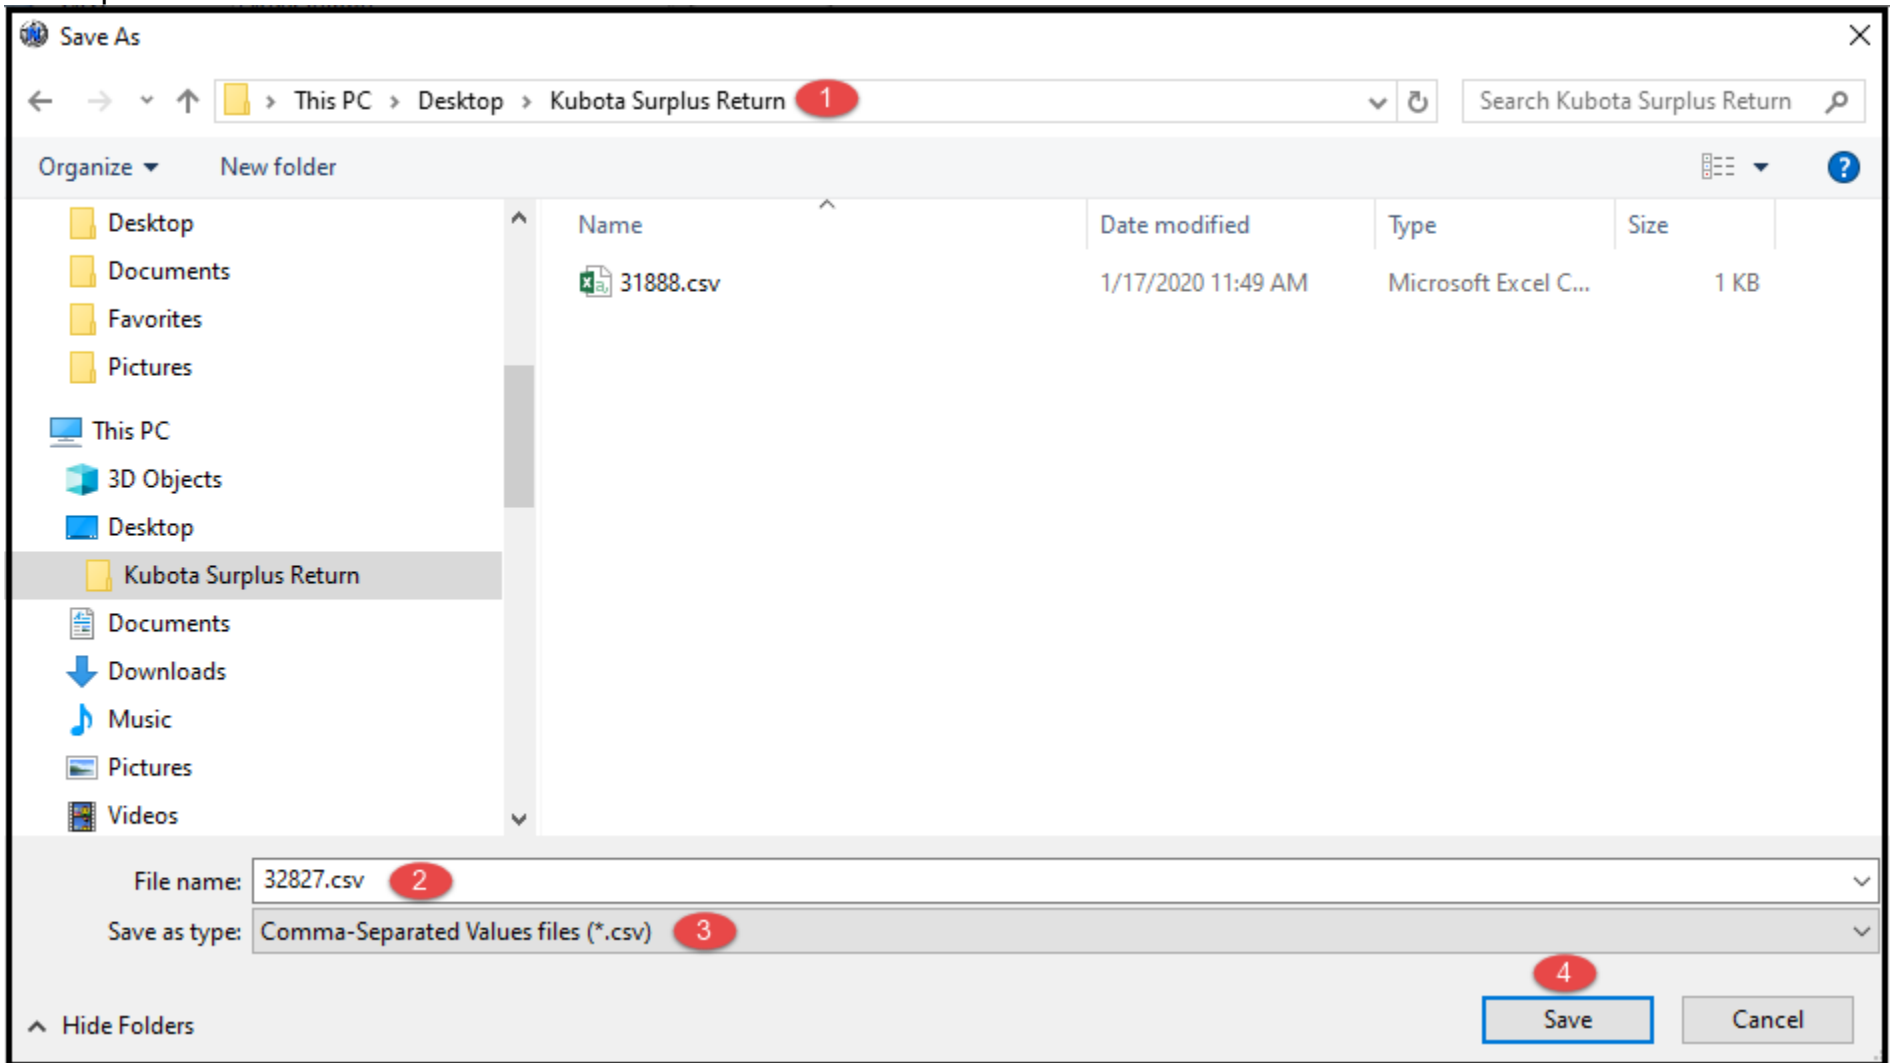 Save As
This PC > Desktop > Kubota Surplus Return 1
Search Kubota Surplus Return
Organize New folder
?
Desktop
Documents
Favorites
Pictures
This PC
3D Objects
Desktop
Kubota Surplus Return
Documents
Downloads
Music
Pictures
Videos
Name Date modified Type Size
31888.csv 1/17/2020 11:49 AM Microsoft Excel C... 1 KB
File name: 32827.csv 2
Save as type: Comma-Separated Values files (*.csv) 3
4
Hide Folders Save Cancel